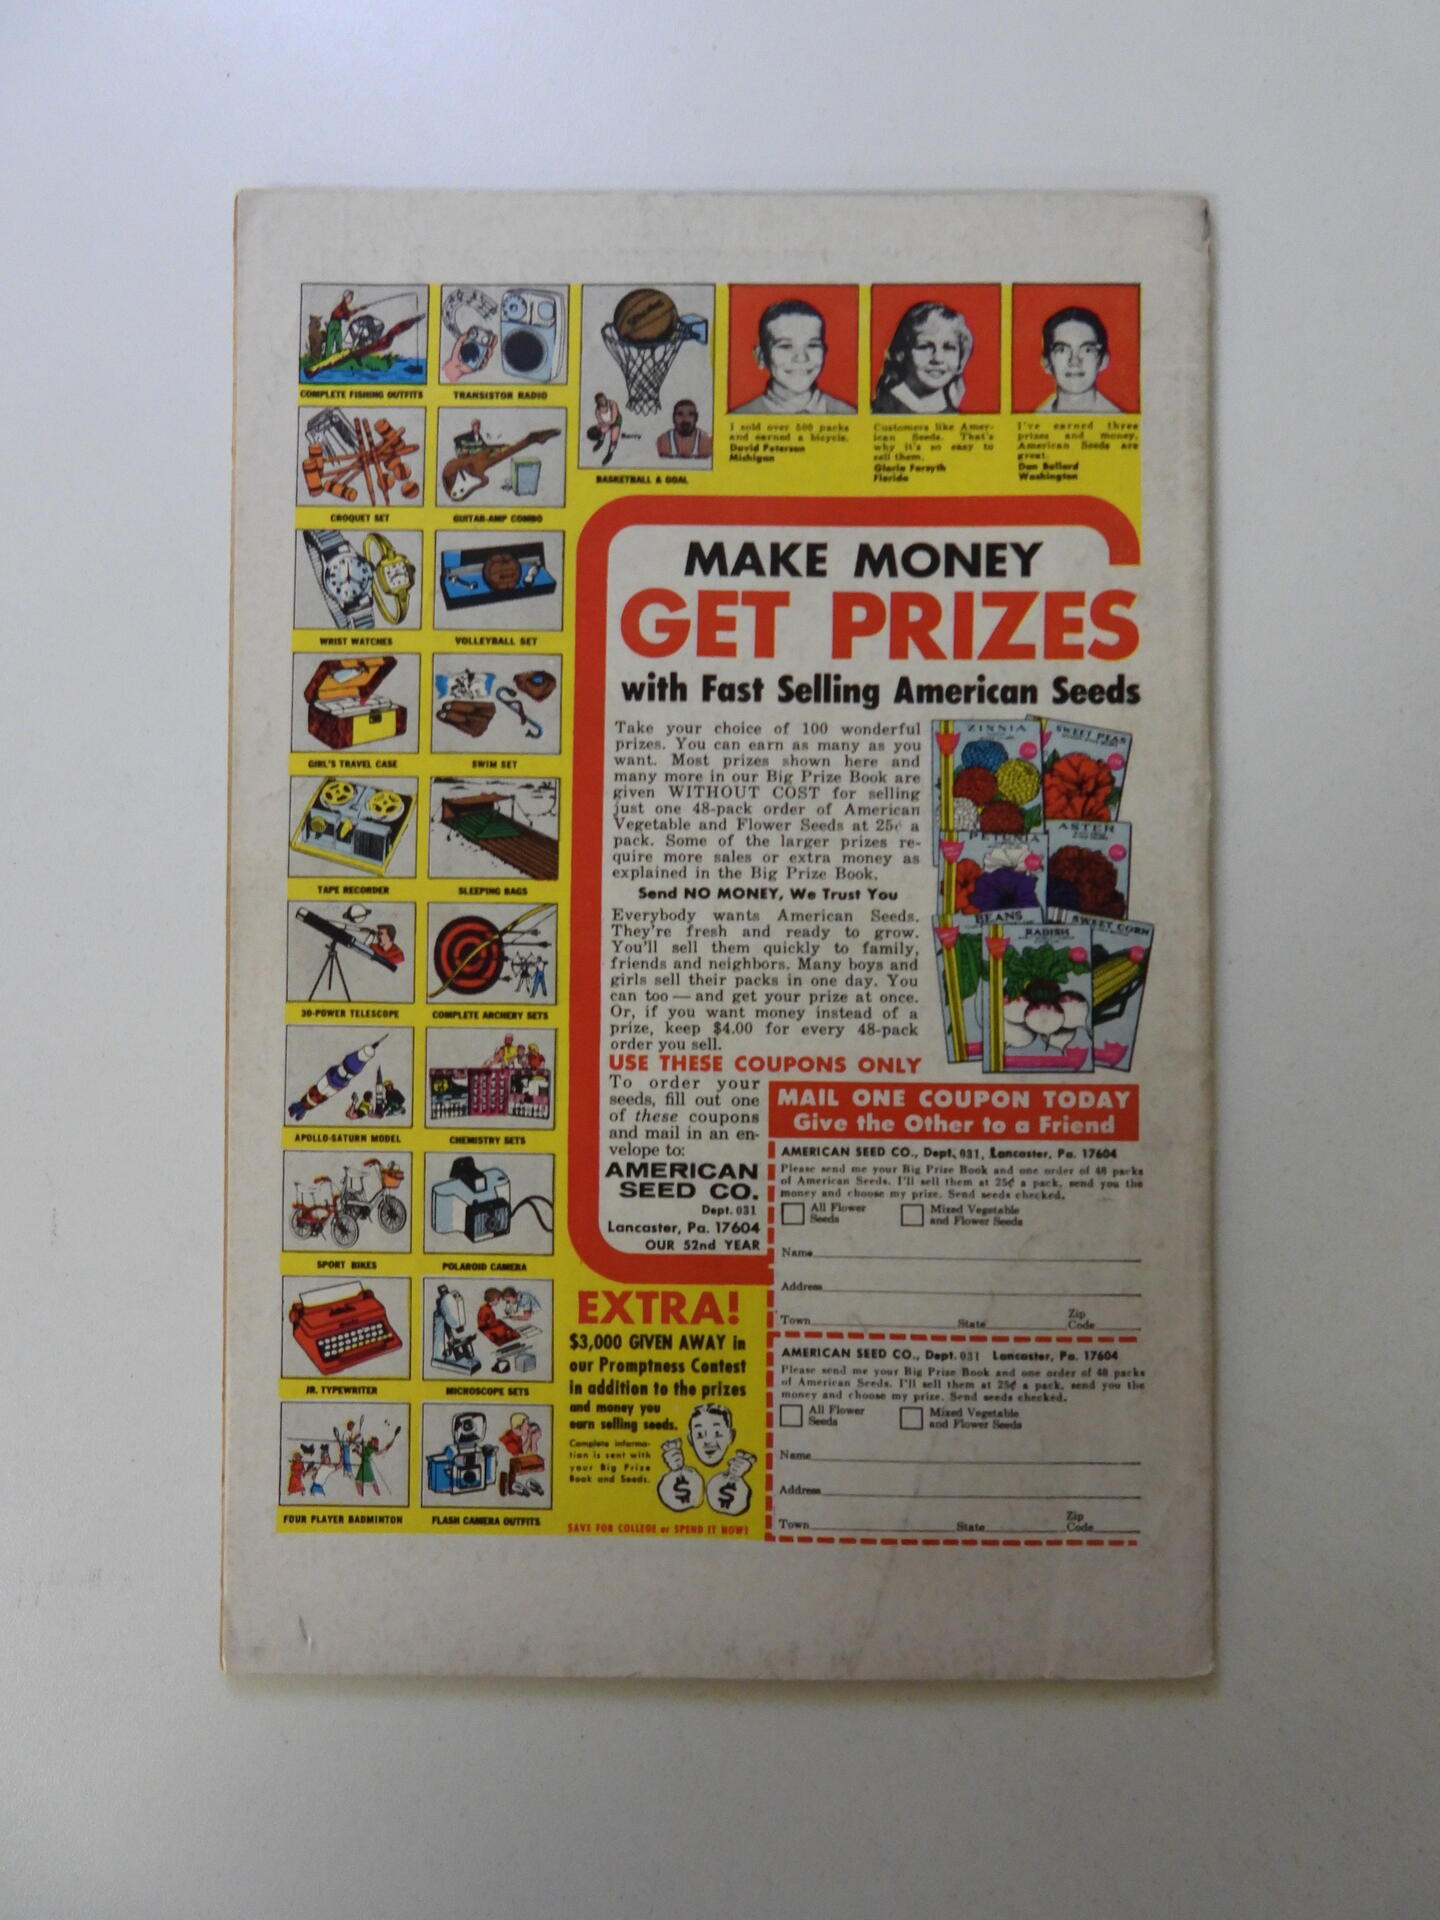 COMPLETE FISHING OUTFITS
TRANSISTOR RADIO
BASKETBALL & GOAL
CROQUET SET
GUITAR-AMP COMBO
WRIST WATCHES
VOLLEYBALL SET
GIRL'S TRAVEL CASE
SWIM SET
TAPE RECORDER
SLEEPING BAGS
30-POWER TELESCOPE
COMPLETE ARCHERY SETS
APOLLO-SATURN MODEL
CHEMISTRY SETS
SPORT BIKES
POLAROID CAMERA
JR. TYPEWRITER
MICROSCOPE SETS
FOUR PLAYER BADMINTON
FLASH CAMERA OUTFITS
I sold over 500 packs
and earned a bicycle.
David Peterson
Michigan
Customers like Amer-
ican Seeds. That's
why it's so easy to
sell them.
Gloria Forsyth
Florida
I've earned three
prizes and money.
American Seeds are
great.
Dan Ballard
Washington
MAKE MONEY
GET PRIZES
with Fast Selling American Seeds
Take your choice of 100 wonderful
prizes. You can earn as many as you
want. Most prizes shown here and
many more in our Big Prize Book are
given WITHOUT COST for selling
just one 48-pack order of American
Vegetable and Flower Seeds at 25¢ a
pack. Some of the larger prizes re-
quire more sales or extra money as
explained in the Big Prize Book.
Send NO MONEY, We Trust You
Everybody wants American Seeds.
They're fresh and ready to grow.
You'll sell them quickly to family,
friends and neighbors. Many boys and
girls sell their packs in one day. You
can too — and get your prize at once.
Or, if you want money instead of a
prize, keep $4.00 for every 48-pack
order you sell.
USE THESE COUPONS ONLY
To order your
seeds, fill out one
of these coupons
and mail in an en-
velope to:
AMERICAN
SEED CO.
Dept. 031
Lancaster, Pa. 17604
OUR 52nd YEAR
ZINNIA
SWEET PEAS
PETUNIA
ASTER
BEANS
RADISH
SWEET CORN
MAIL ONE COUPON TODAY
Give the Other to a Friend
AMERICAN SEED CO., Dept. 031, Lancaster, Pa. 17604
Please send me your Big Prize Book and one order of 48 packs
of American Seeds. I'll sell them at 25¢ a pack, send you the
money and choose my prize. Send seeds checked.
All Flower
Seeds
Mixed Vegetable
and Flower Seeds
Name
Address
Town State Zip
Code
AMERICAN SEED CO., Dept. 031 Lancaster, Pa. 17604
Please send me your Big Prize Book and one order of 48 packs
of American Seeds. I'll sell them at 25¢ a pack, send you the
money and choose my prize. Send seeds checked.
All Flower
Seeds
Mixed Vegetable
and Flower Seeds
Name
Address
Town State Zip
Code
EXTRA!
$3,000 GIVEN AWAY in
our Promptness Contest
in addition to the prizes
and money you
earn selling seeds.
Complete informa-
tion is sent with
your Big Prize
Book and Seeds.
$ $
SAVE FOR COLLEGE or SPEND IT NOW!